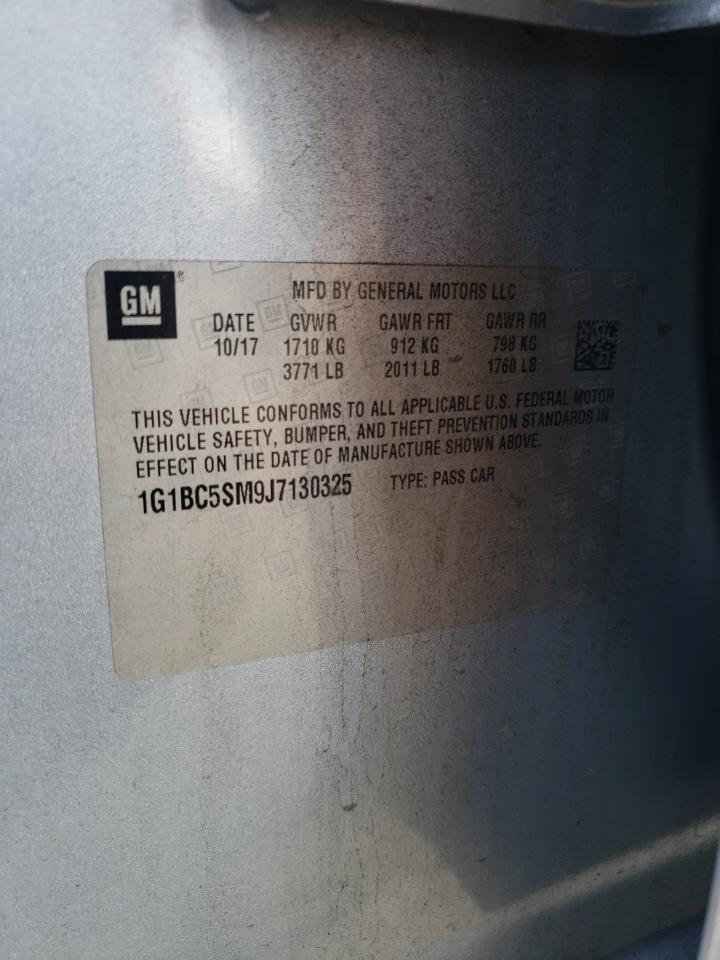 GM ®
MFD BY GENERAL MOTORS LLC
DATE GVWR GAWR FRT GAWR RR
10/17 1710 KG 912 KG 798 KG
3771 LB 2011 LB 1760 LB
THIS VEHICLE CONFORMS TO ALL APPLICABLE U.S. FEDERAL MOTOR
VEHICLE SAFETY, BUMPER, AND THEFT PREVENTION STANDARDS IN
EFFECT ON THE DATE OF MANUFACTURE SHOWN ABOVE.
1G1BC5SM9J7130325 TYPE: PASS CAR